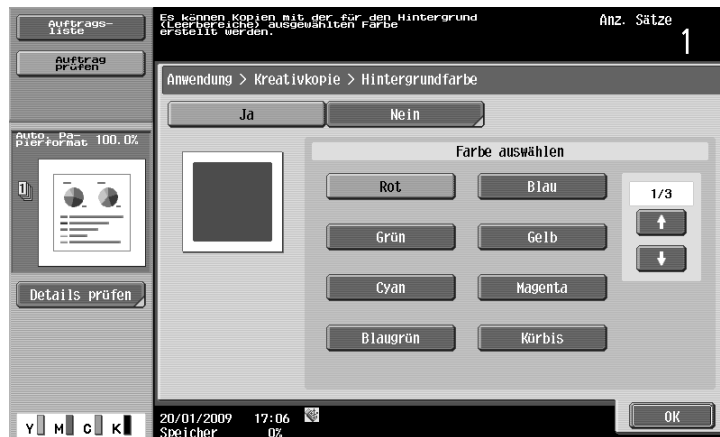 Auftrags-
liste
Auftrag
prüfen
Es können Kopien mit der für den Hintergrund
(Leerbereiche) ausgewählten Farbe
erstellt werden.
Anz. Sätze
1
Anwendung > Kreativkopie > Hintergrundfarbe
Ja
Nein
Auto. Pa-
pierformat 100.0%
1
Details prüfen
Farbe auswählen
Rot
Blau
1/3
Grün
Gelb
Cyan
Magenta
Blaugrün
Kürbis
Y M C K
20/01/2009 17:06
Speicher 0%
OK